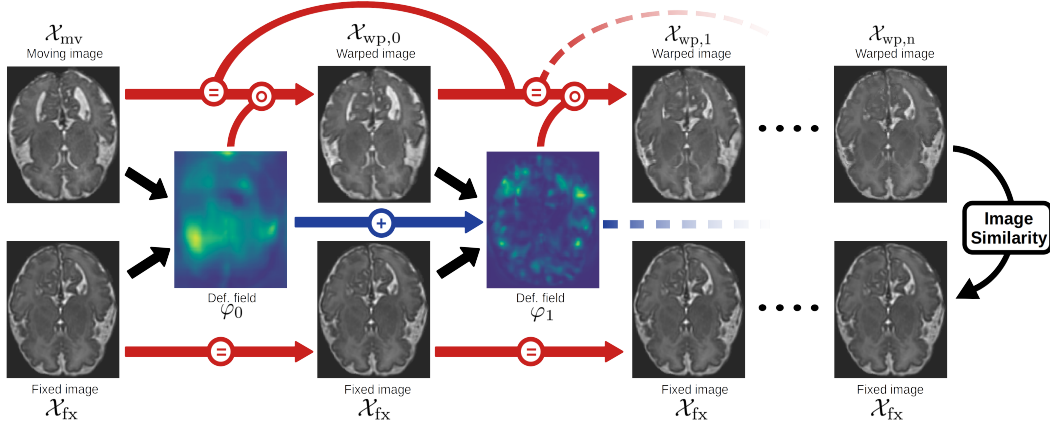 𝒳mv
Moving image
𝒳wp,0
Warped image
𝒳wp,1
Warped image
𝒳wp,n
Warped image
=
=
+
Image
Similarity
Def. field
φ0
Def. field
φ1
=
=
Fixed image
𝒳fx
Fixed image
𝒳fx
Fixed image
𝒳fx
Fixed image
𝒳fx